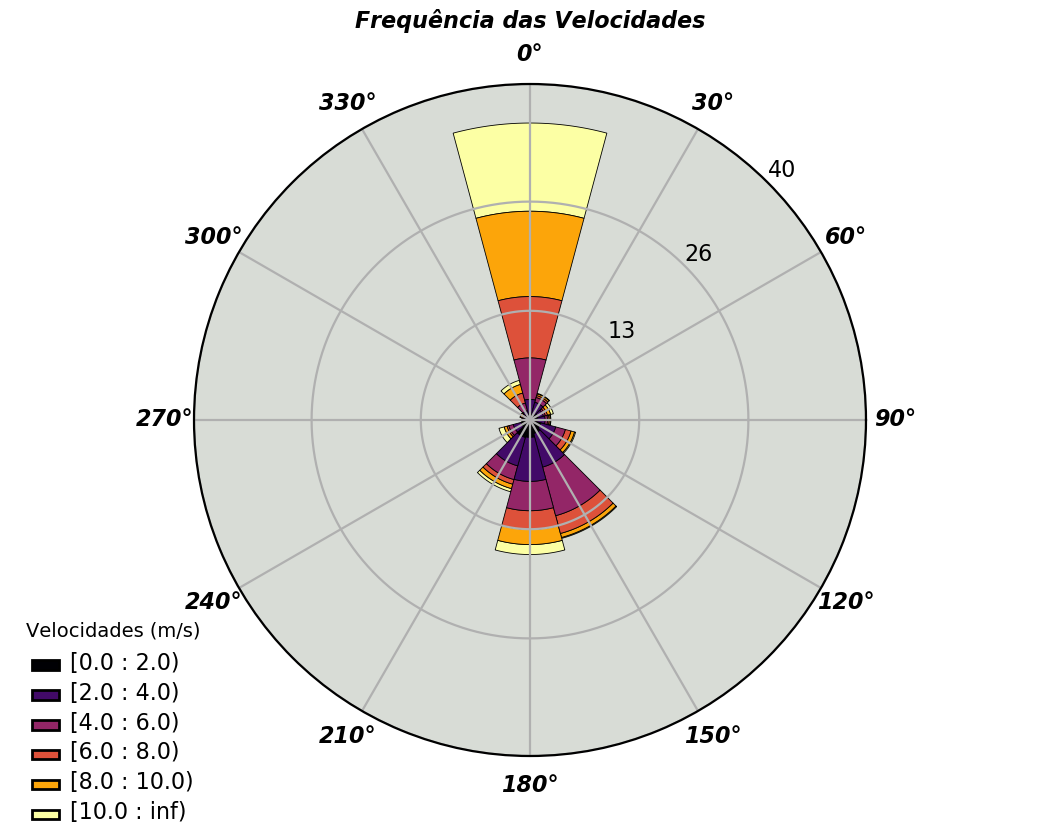 Frequência das Velocidades
0°
330°
30°
40
300°
60°
26
13
270°
90°
240°
120°
210°
150°
180°
Velocidades (m/s)
[0.0 : 2.0)
[2.0 : 4.0)
[4.0 : 6.0)
[6.0 : 8.0)
[8.0 : 10.0)
[10.0 : inf)